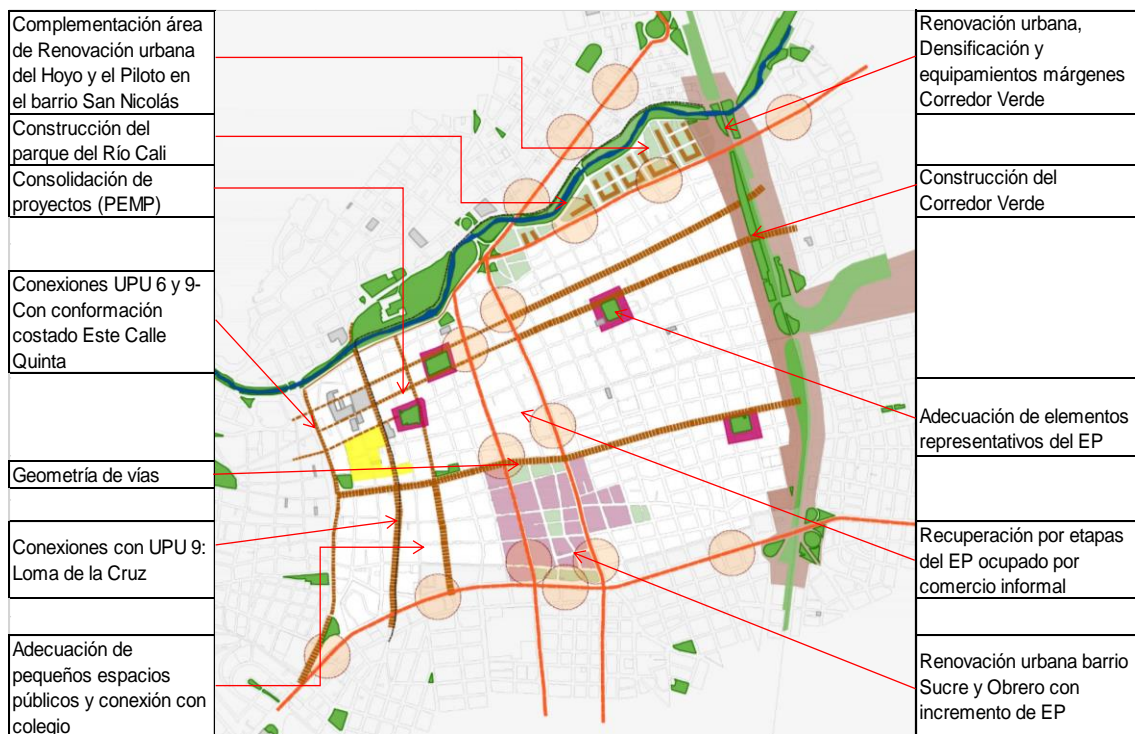 Complementación área
de Renovación urbana
del Hoyo y el Piloto en
el barrio San Nicolás
Construcción del
parque del Río Cali
Consolidación de
proyectos (PEMP)
Conexiones UPU 6 y 9-
Con conformación
costado Este Calle
Quinta
Geometría de vías
Conexiones con UPU 9:
Loma de la Cruz
Adecuación de
pequeños espacios
públicos y conexión con
colegio
Renovación urbana,
Densificación y
equipamientos márgenes
Corredor Verde
Construcción del
Corredor Verde
Adecuación de elementos
representativos del EP
Recuperación por etapas
del EP ocupado por
comercio informal
Renovación urbana barrio
Sucre y Obrero con
incremento de EP